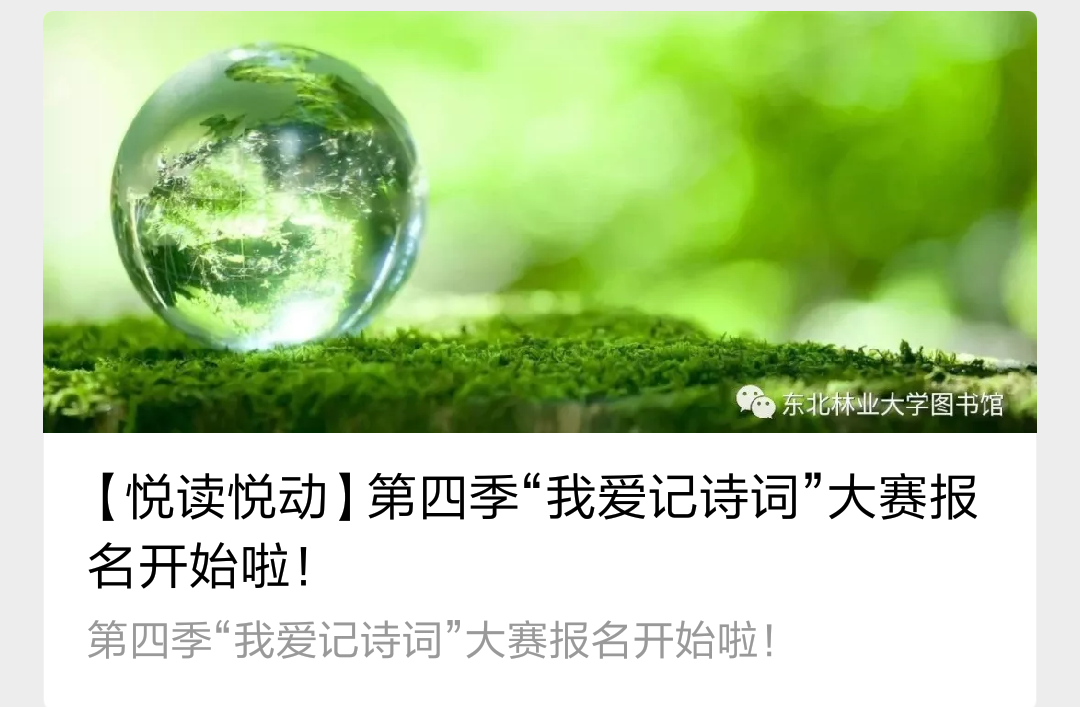 东北林业大学图书馆
【悦读悦动】第四季“我爱记诗词”大赛报
名开始啦！
第四季“我爱记诗词”大赛报名开始啦！